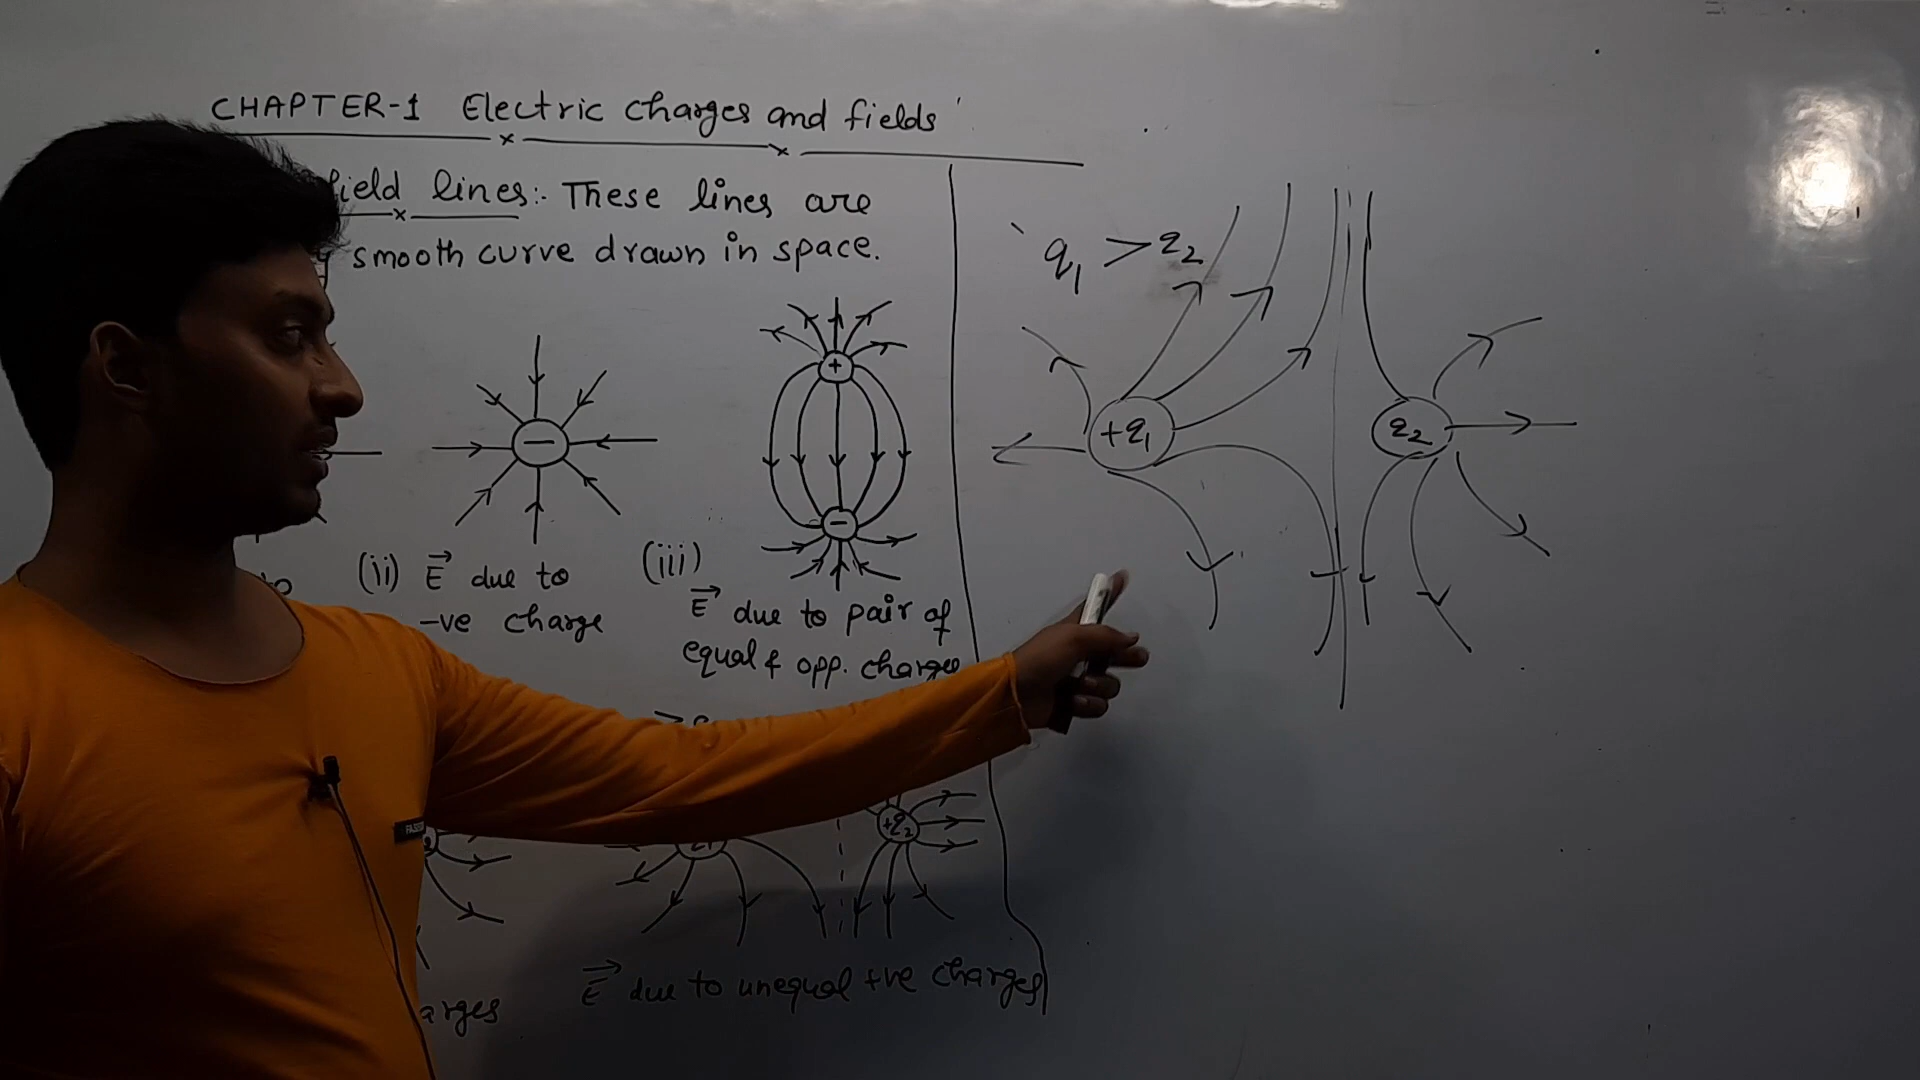 CHAPTER-1 Electric charges and fields
field lines:- These lines are
smooth curve drawn in space.
q₁ > q₂
+
−
−
+q₁
q₂
(ii) E⃗ due to
-ve charge
(iii)
E⃗ due to pair of
equal & opp. charges
+q₂
E⃗ due to unequal +ve charges
arges